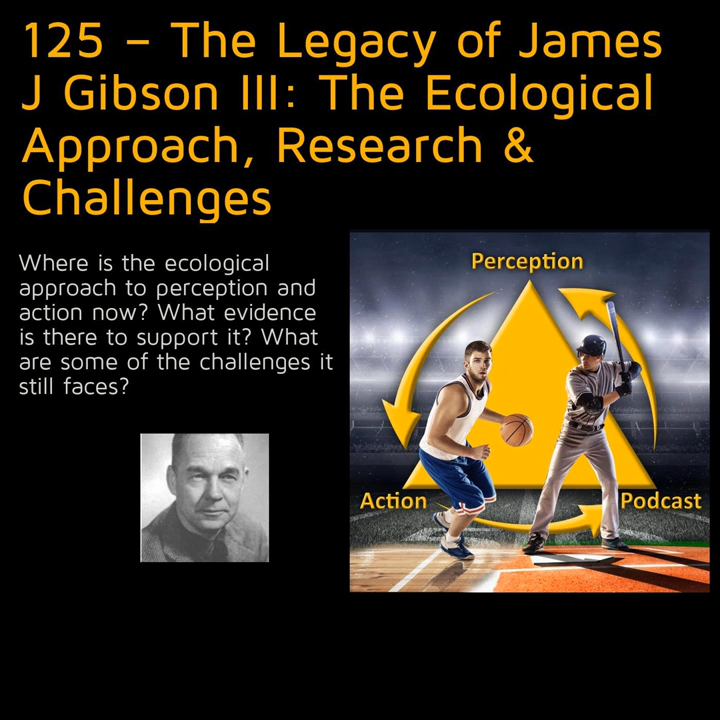 125 – The Legacy of James
J Gibson III: The Ecological
Approach, Research &
Challenges
Where is the ecological
approach to perception and
action now? What evidence
is there to support it? What
are some of the challenges it
still faces?
Perception
Action
Podcast